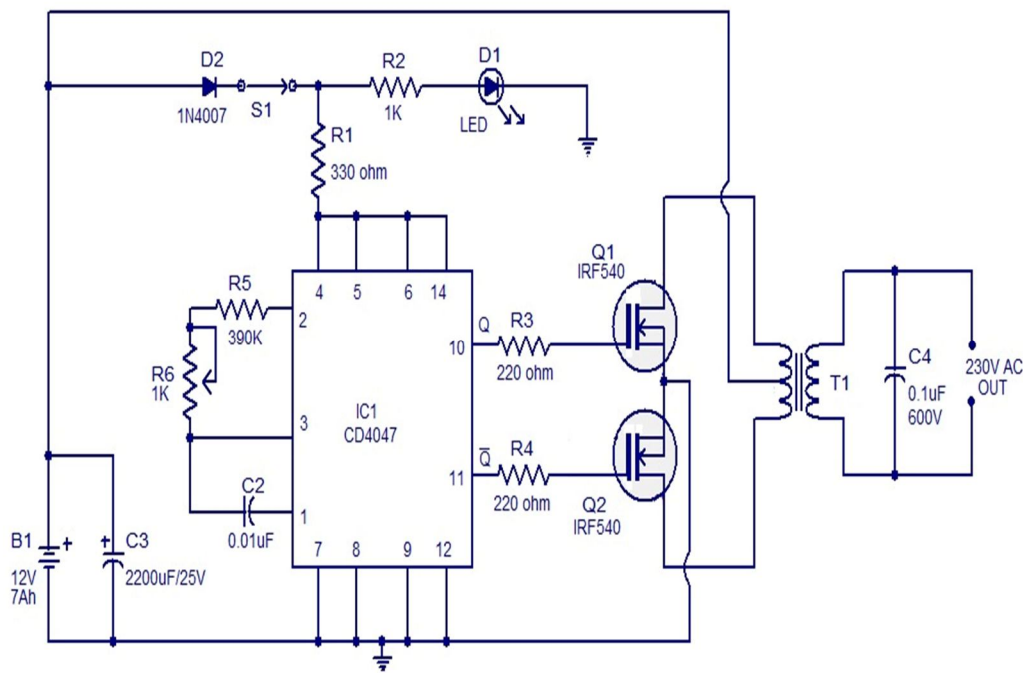 D2
1N4007
S1
R2
1K
D1
LED
R1
330 ohm
4 5 6 14
R5
390K
2
R6
1K
3
C2
0.01uF
1
IC1
CD4047
Q
10
R3
220 ohm
Q1
IRF540
Q̅
11
R4
220 ohm
Q2
IRF540
7 8 9 12
B1
+
12V
7Ah
+
C3
2200uF/25V
T1
C4
0.1uF
600V
230V AC
OUT